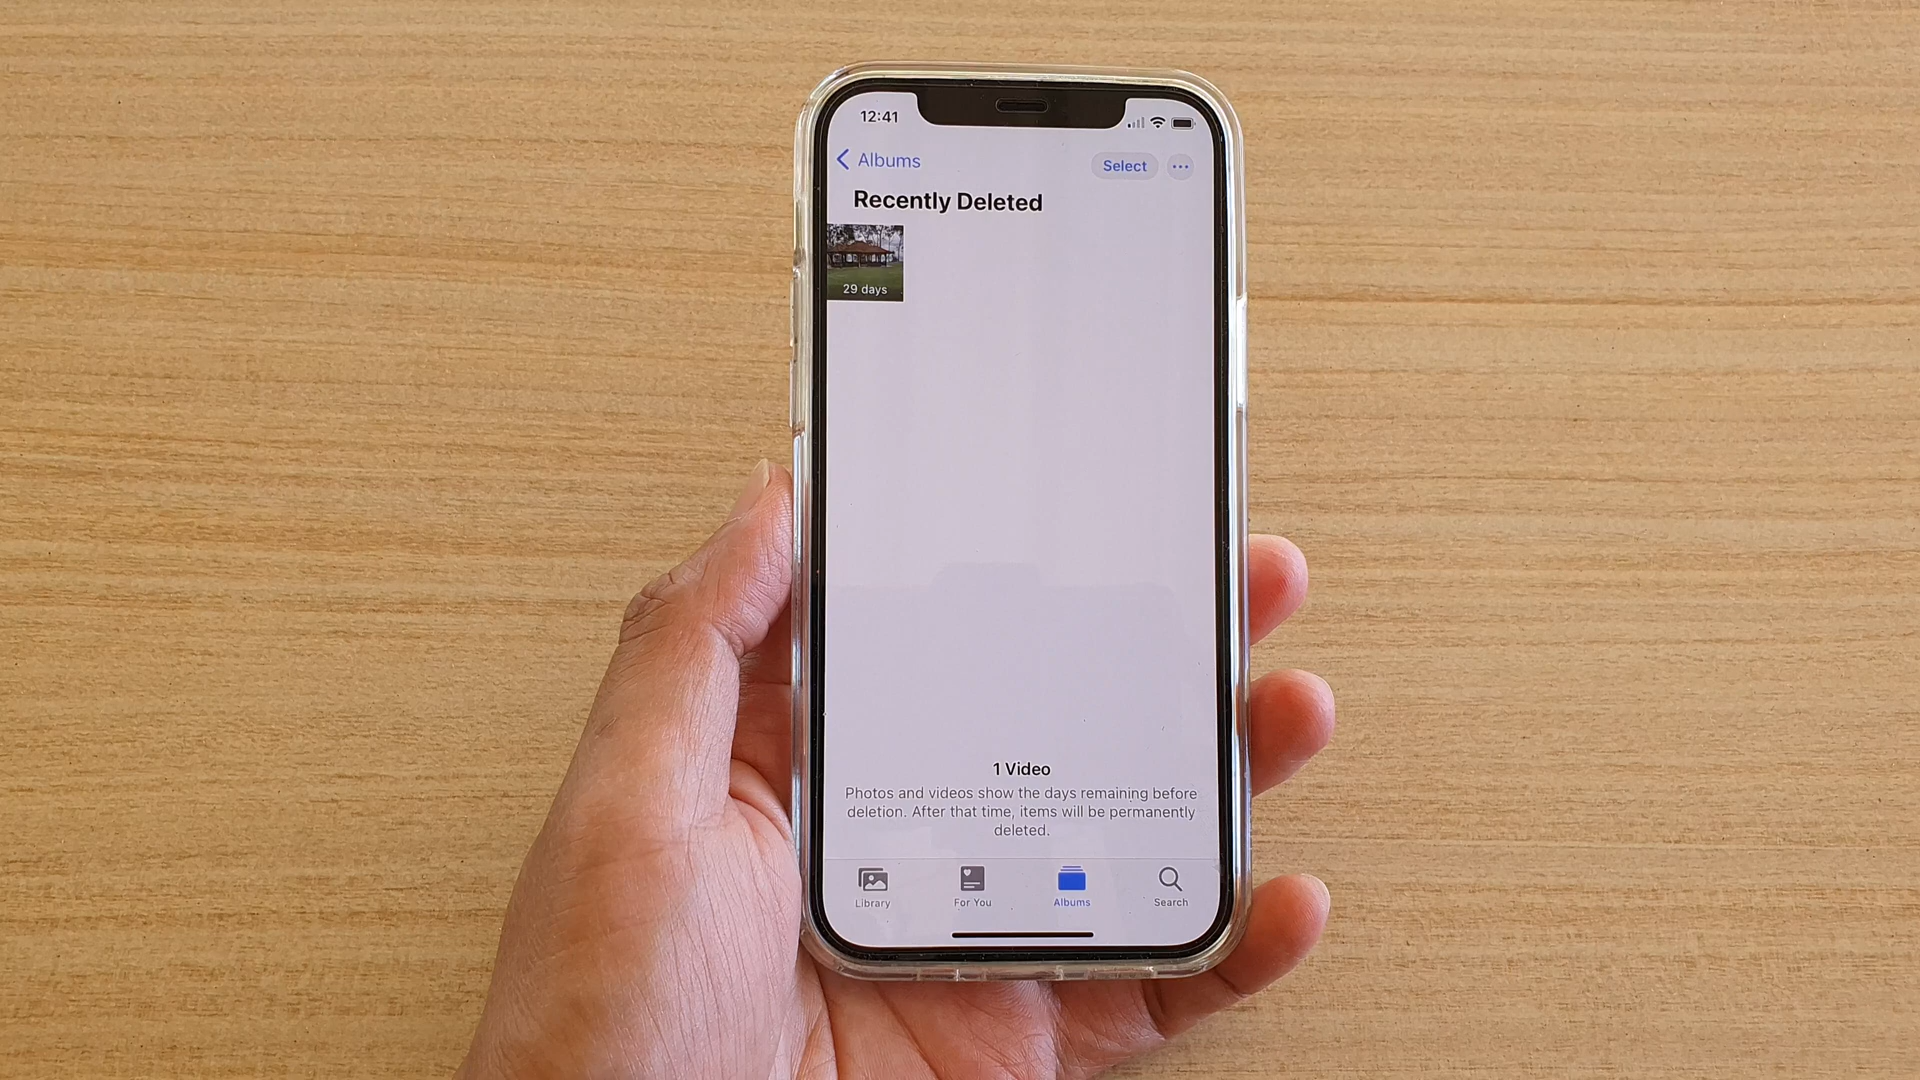 12:41
Albums
Select
Recently Deleted
29 days
1 Video
Photos and videos show the days remaining before
deletion. After that time, items will be permanently
deleted.
Library
For You
Albums
Search